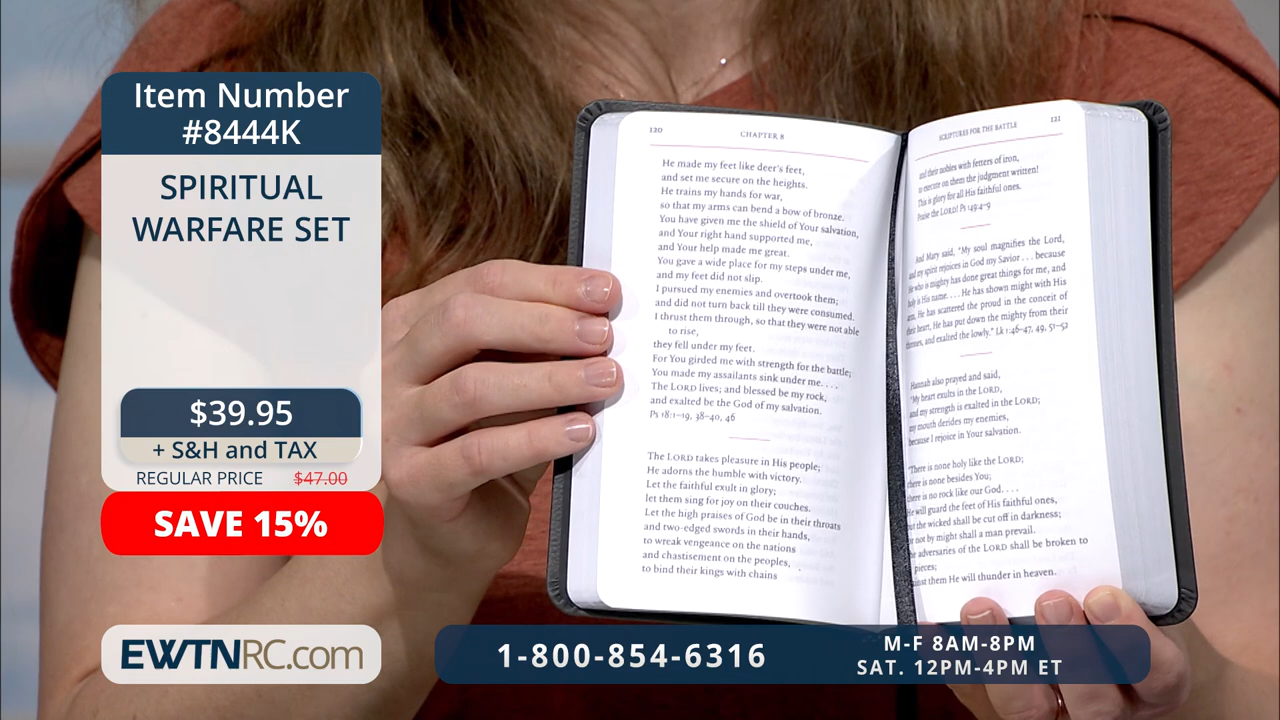 Item Number
#8444K
SPIRITUAL
WARFARE SET
$39.95
+ S&H and TAX
REGULAR PRICE $47.00
SAVE 15%
EWTNRC.com
1-800-854-6316
M-F 8AM-8PM
SAT. 12PM-4PM ET
120 CHAPTER 8
He made my feet like deer's feet,
and set me secure on the heights.
He trains my hands for war,
so that my arms can bend a bow of bronze.
You have given me the shield of Your salvation,
and Your right hand supported me,
and Your help made me great.
You gave a wide place for my steps under me,
and my feet did not slip.
I pursued my enemies and overtook them;
and did not turn back till they were consumed.
I thrust them through, so that they were not able
to rise,
they fell under my feet.
For You girded me with strength for the battle;
You made my assailants sink under me. . . .
The LORD lives; and blessed be my rock,
and exalted be the God of my salvation.
Ps 18:1–19, 38–40, 46
The LORD takes pleasure in His people;
He adorns the humble with victory.
Let the faithful exult in glory;
let them sing for joy on their couches.
Let the high praises of God be in their throats
and two-edged swords in their hands,
to wreak vengeance on the nations
and chastisement on the peoples,
to bind their kings with chains
SCRIPTURES FOR THE BATTLE 121
and their nobles with fetters of iron,
to execute on them the judgment written!
This is glory for all His faithful ones.
Praise the LORD! Ps 149:4–9
And Mary said, "My soul magnifies the Lord,
and my spirit rejoices in God my Savior . . . because
He who is mighty has done great things for me, and
holy is His name. . . . He has shown might with His
arm, He has scattered the proud in the conceit of
their heart, He has put down the mighty from their
thrones, and exalted the lowly." Lk 1:46–47, 49, 51–52
Hannah also prayed and said,
"My heart exults in the LORD,
and my strength is exalted in the LORD;
my mouth derides my enemies,
because I rejoice in Your salvation.
"There is none holy like the LORD;
there is none besides You;
there is no rock like our God. . . .
He will guard the feet of His faithful ones,
but the wicked shall be cut off in darkness;
not by might shall a man prevail.
adversaries of the LORD shall be broken to
pieces;
them He will thunder in heaven.